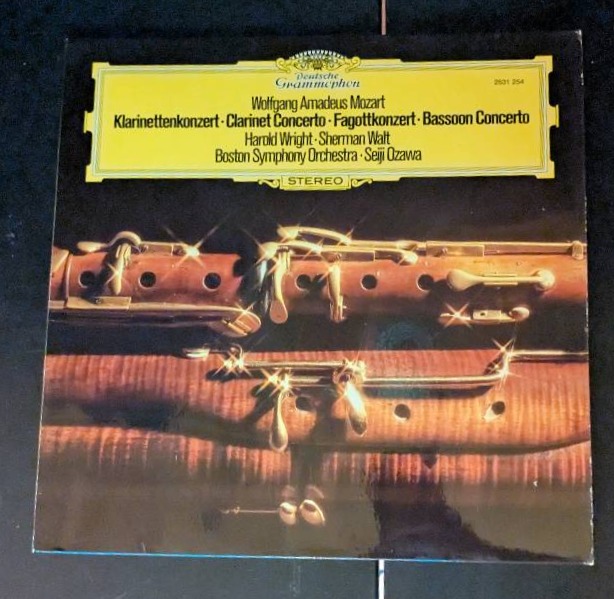 Deutsche
Grammophon
2531 254
Wolfgang Amadeus Mozart
Klarinettenkonzert · Clarinet Concerto · Fagottkonzert · Bassoon Concerto
Harold Wright · Sherman Walt
Boston Symphony Orchestra · Seiji Ozawa
STEREO